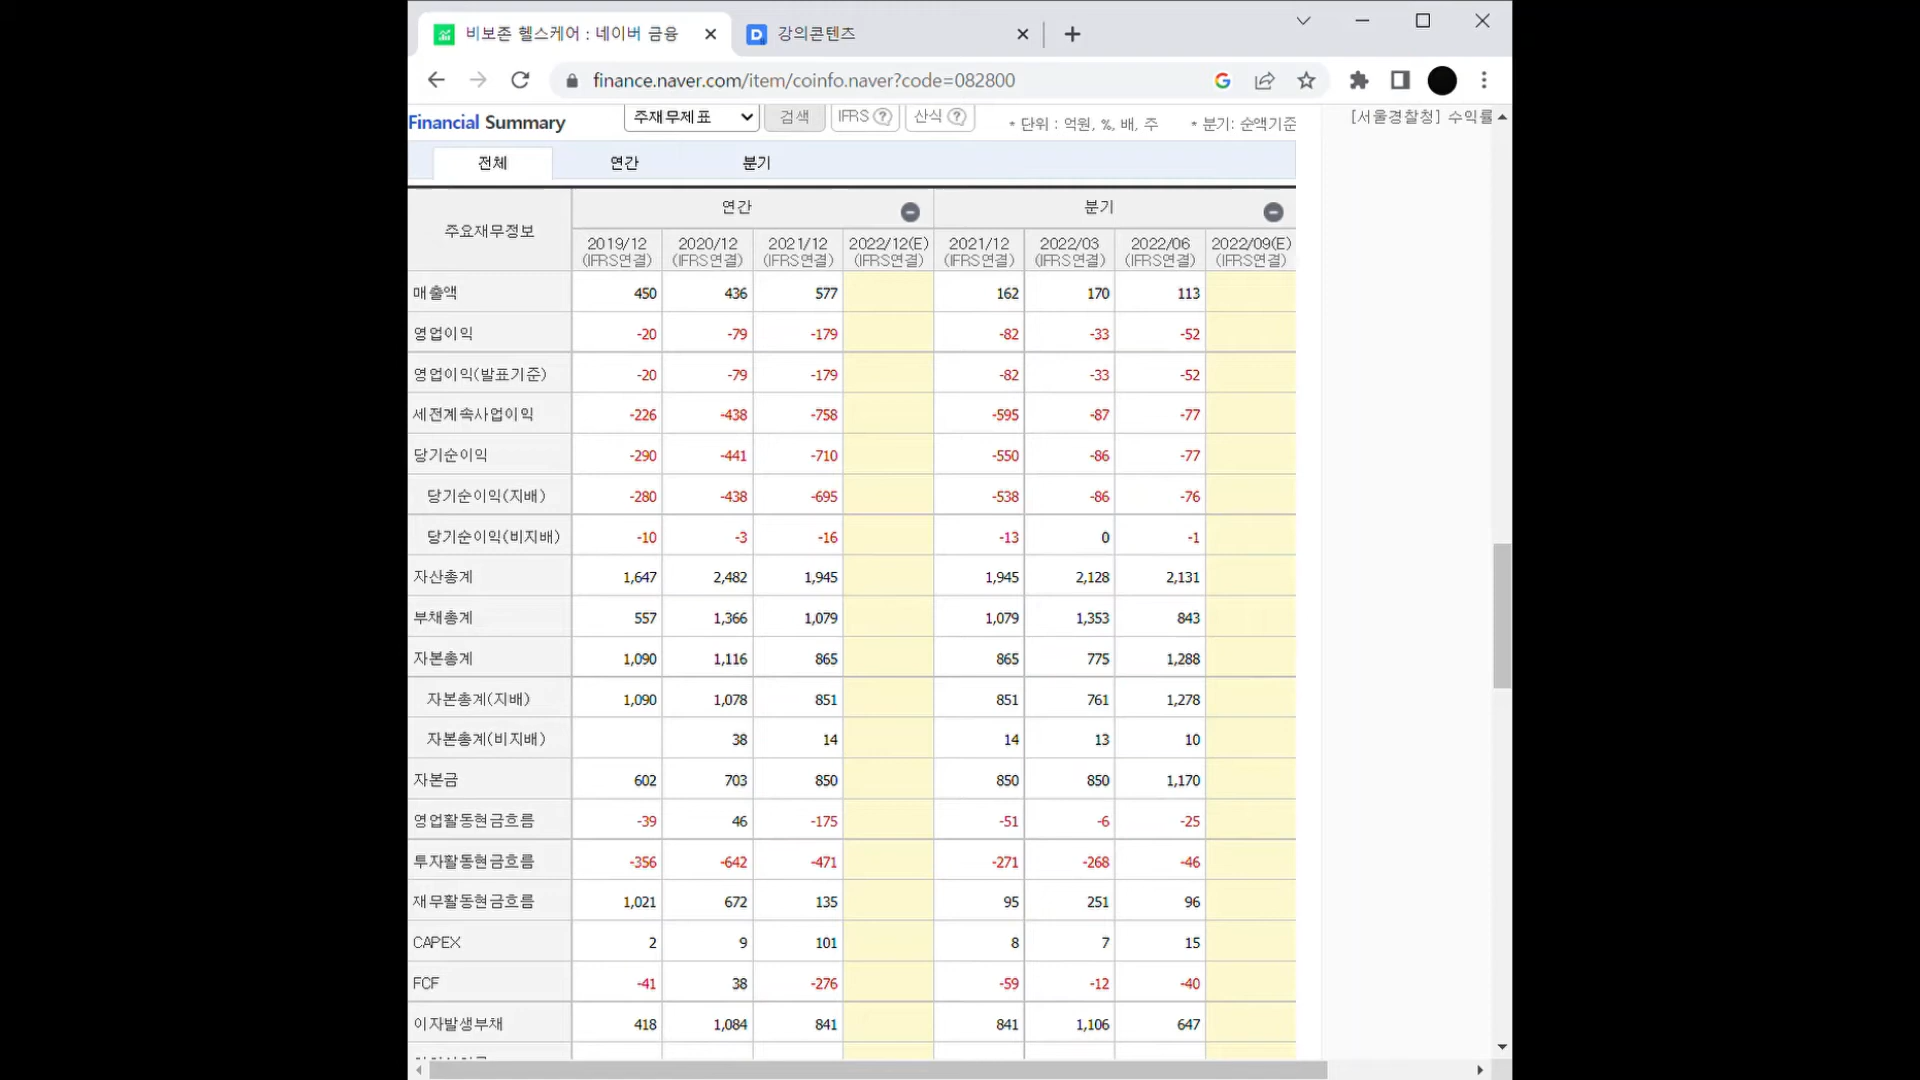 비보존 헬스케어 : 네이버 금융
강의콘텐츠
finance.naver.com/item/coinfo.naver?code=082800
Financial Summary
주재무제표
검색
IFRS ?
산식 ?
* 단위 : 억원, %, 배, 주
* 분기: 순액기준
[서울경찰청] 수익률
전체 연간 분기
주요재무정보 연간 분기
2019/12 2020/12 2021/12 2022/12(E) 2021/12 2022/03 2022/06 2022/09(E)
(IFRS연결) (IFRS연결) (IFRS연결) (IFRS연결) (IFRS연결) (IFRS연결) (IFRS연결) (IFRS연결)
매출액 450 436 577 162 170 113
영업이익 -20 -79 -179 -82 -33 -52
영업이익(발표기준) -20 -79 -179 -82 -33 -52
세전계속사업이익 -226 -438 -758 -595 -87 -77
당기순이익 -290 -441 -710 -550 -86 -77
당기순이익(지배) -280 -438 -695 -538 -86 -76
당기순이익(비지배) -10 -3 -16 -13 0 -1
자산총계 1,647 2,482 1,945 1,945 2,128 2,131
부채총계 557 1,366 1,079 1,079 1,353 843
자본총계 1,090 1,116 865 865 775 1,288
자본총계(지배) 1,090 1,078 851 851 761 1,278
자본총계(비지배) 38 14 14 13 10
자본금 602 703 850 850 850 1,170
영업활동현금흐름 -39 46 -175 -51 -6 -25
투자활동현금흐름 -356 -642 -471 -271 -268 -46
재무활동현금흐름 1,021 672 135 95 251 96
CAPEX 2 9 101 8 7 15
FCF -41 38 -276 -59 -12 -40
이자발생부채 418 1,084 841 841 1,106 647